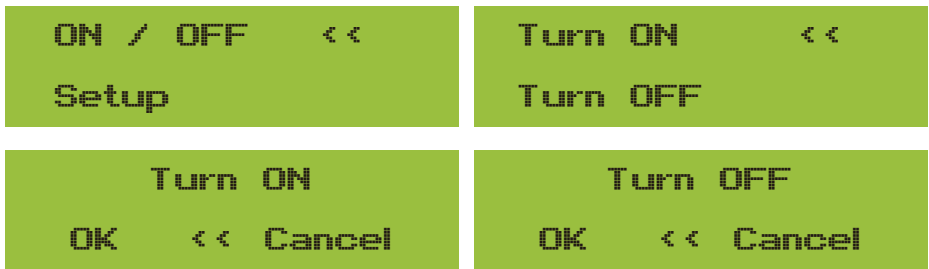 ON / OFF <<
Setup
Turn ON <<
Turn OFF
Turn ON
OK << Cancel
Turn OFF
OK << Cancel